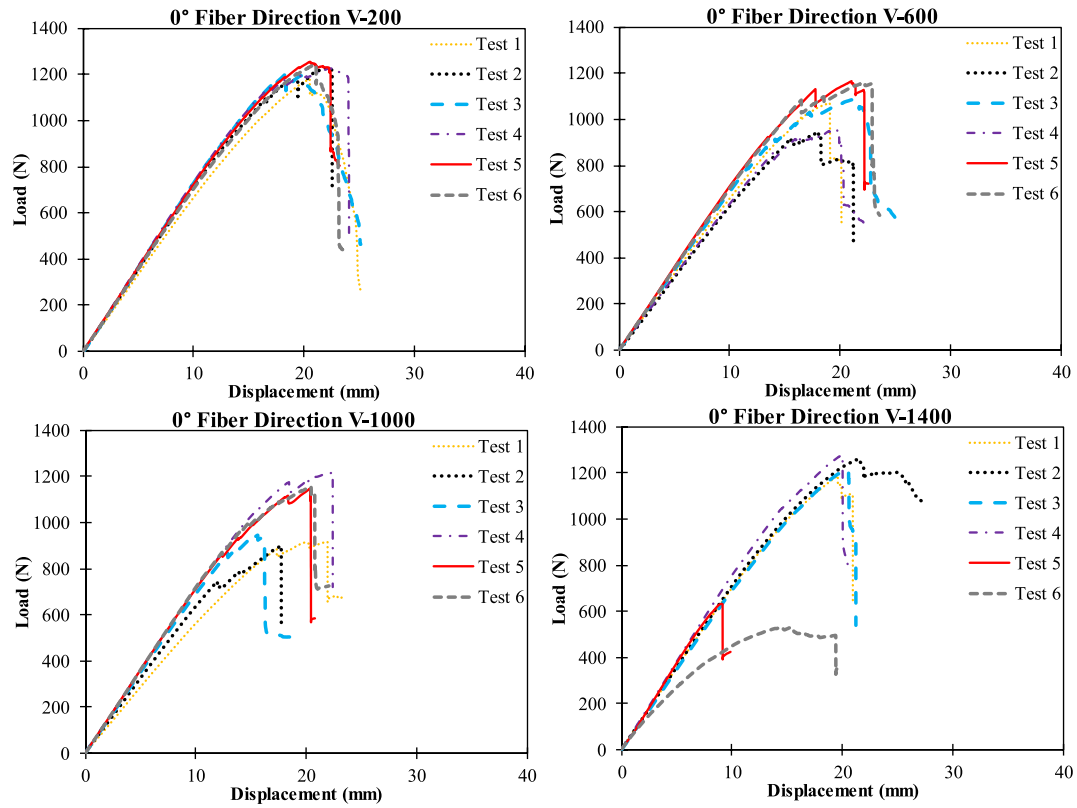 0° Fiber Direction V-200
1400
1200
1000
800
600
400
200
0
Load (N)
0 10 20 30 40
Displacement (mm)
Test 1
Test 2
Test 3
Test 4
Test 5
Test 6
0° Fiber Direction V-600
1400
1200
1000
800
600
400
200
0
Load (N)
0 10 20 30 40
Displacement (mm)
Test 1
Test 2
Test 3
Test 4
Test 5
Test 6
0° Fiber Direction V-1000
1400
1200
1000
800
600
400
200
0
Load (N)
0 10 20 30 40
Displacement (mm)
Test 1
Test 2
Test 3
Test 4
Test 5
Test 6
0° Fiber Direction V-1400
1400
1200
1000
800
600
400
200
0
Load (N)
0 10 20 30 40
Displacement (mm)
Test 1
Test 2
Test 3
Test 4
Test 5
Test 6